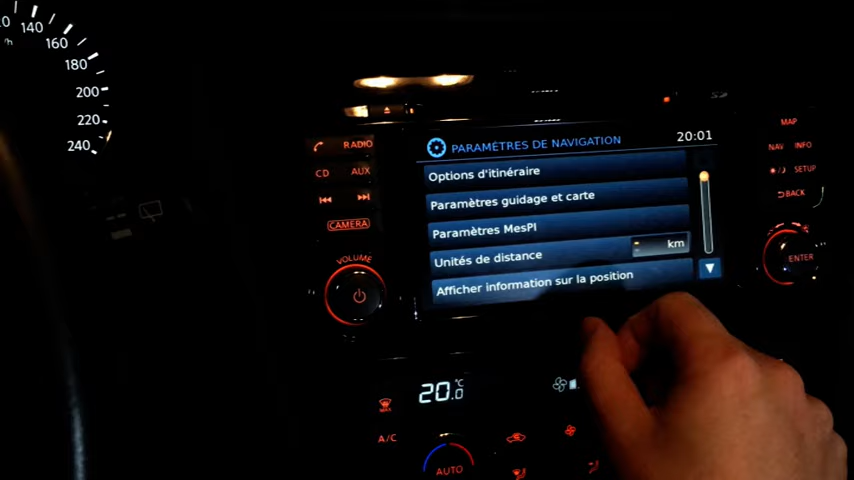 140
160
180
200
220
240
RADIO
CD AUX
CAMERA
VOLUME
PARAMÉTRES DE NAVIGATION 20:01
Options d'itinéraire
Paramètres guidage et carte
Paramètres MesPI
Unités de distance km
Afficher information sur la position
MAP
NAV INFO
SETUP
BACK
ENTER
20.0 °C
A/C
AUTO